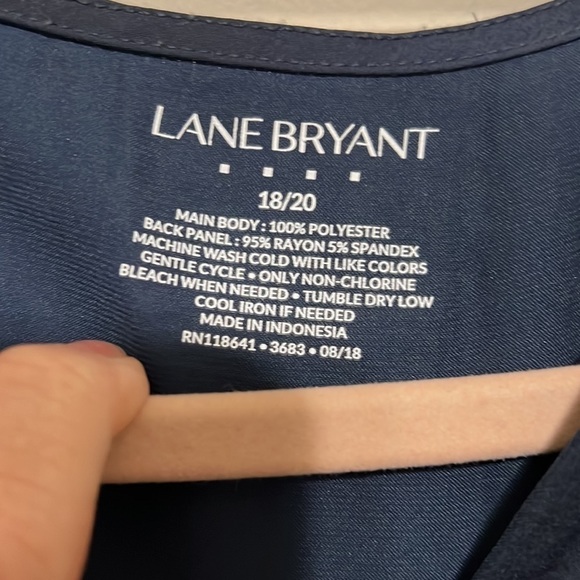 LANE BRYANT
18/20
MAIN BODY : 100% POLYESTER
BACK PANEL : 95% RAYON 5% SPANDEX
MACHINE WASH COLD WITH LIKE COLORS
GENTLE CYCLE • ONLY NON-CHLORINE
BLEACH WHEN NEEDED • TUMBLE DRY LOW
COOL IRON IF NEEDED
MADE IN INDONESIA
RN118641 • 3683 • 08/18